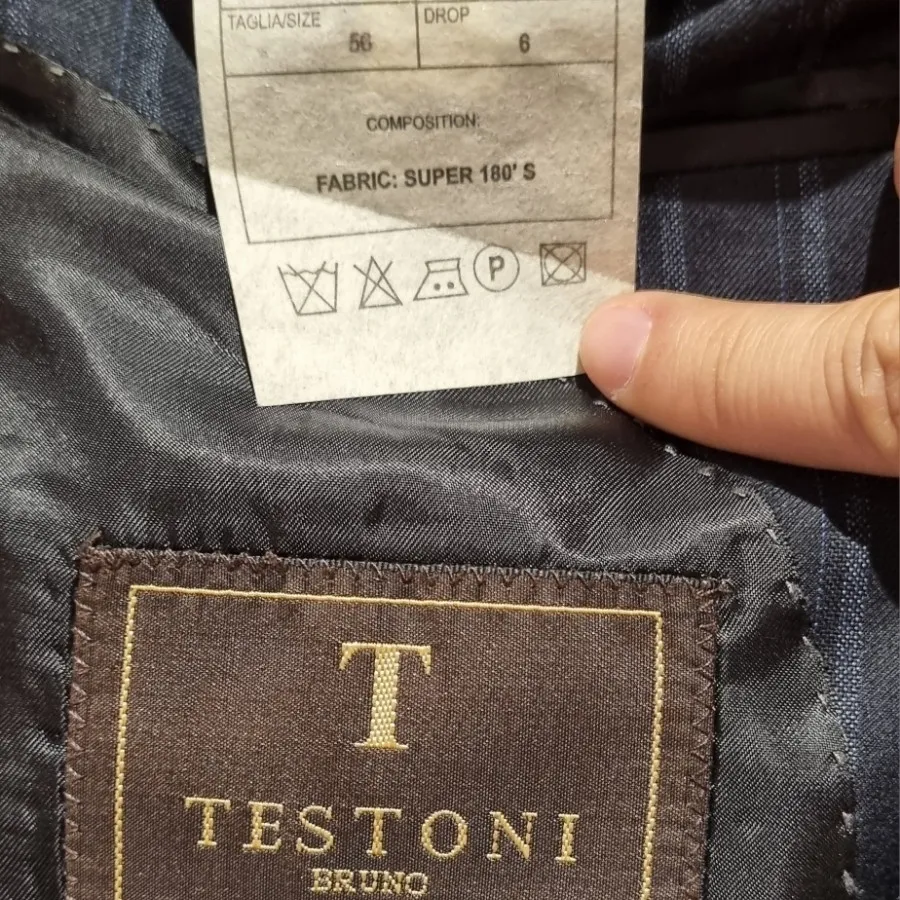 TAGLIA/SIZE
DROP
56
6
COMPOSITION:
FABRIC: SUPER 180' S
P
T
TESTONI
BRUNO